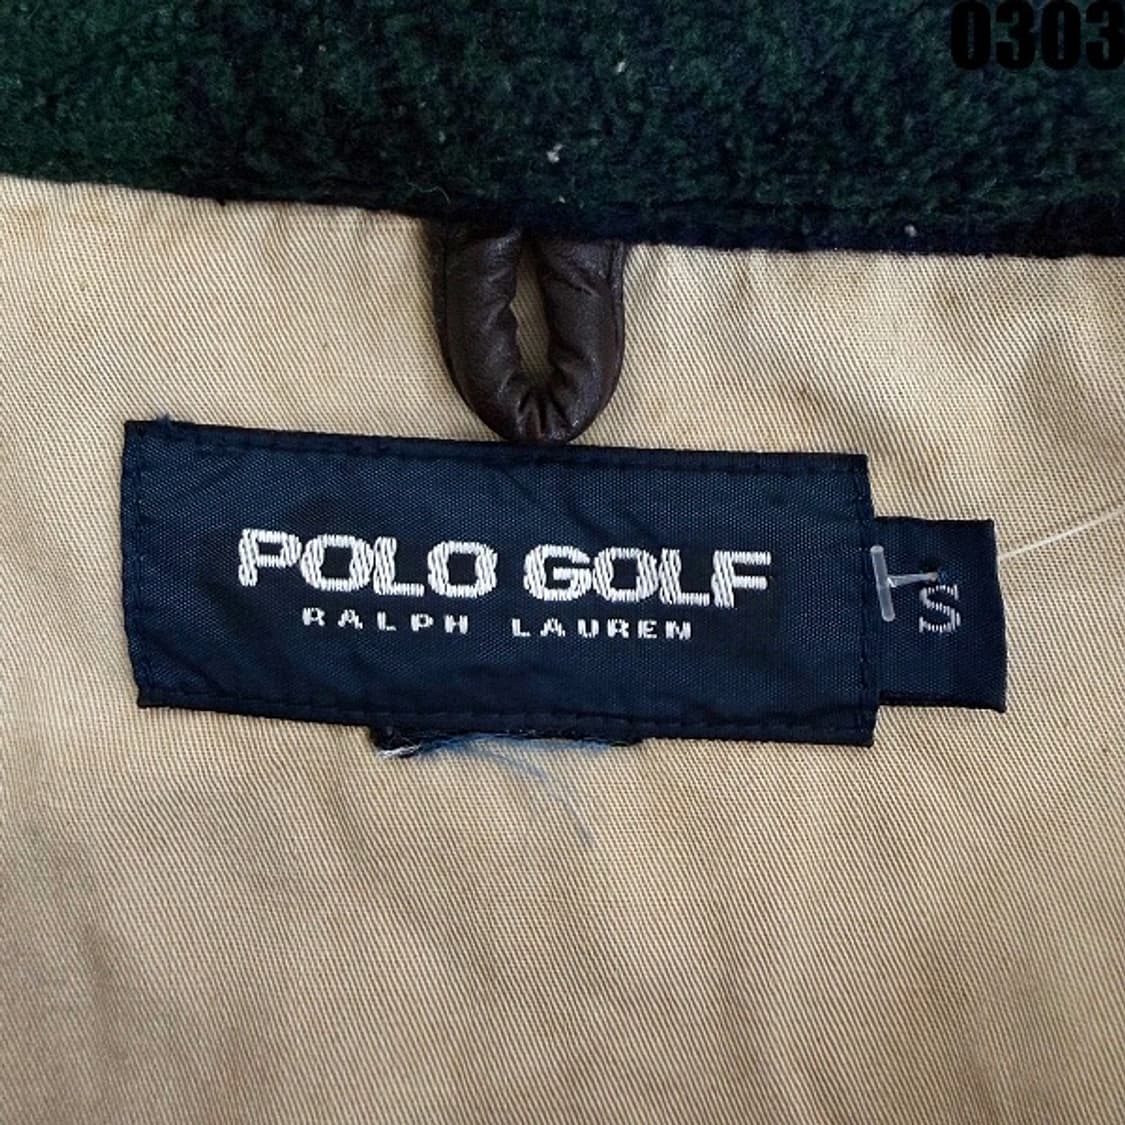 0303
POLO GOLF
RALPH LAUREN
S